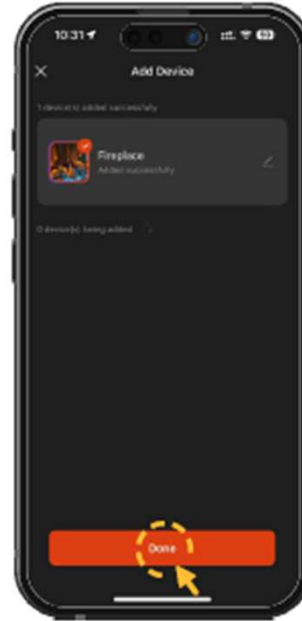 10:31
Add Device
1 device(s) added successfully
Fireplace
Added successfully
0 device(s) being added
Done